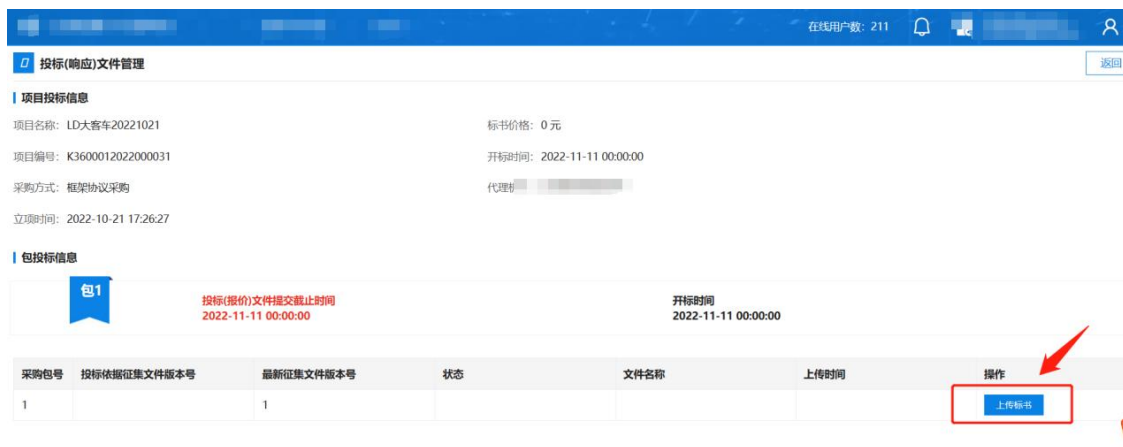 在线用户数：211
投标(响应)文件管理
返回
项目投标信息
项目名称：LD大客车20221021
标书价格：0 元
项目编号：K3600012022000031
开标时间：2022-11-11 00:00:00
采购方式：框架协议采购
代理
立项时间：2022-10-21 17:26:27
包投标信息
包1
投标(报价)文件提交截止时间
2022-11-11 00:00:00
开标时间
2022-11-11 00:00:00
采购包号 投标依据征集文件版本号 最新征集文件版本号 状态 文件名称 上传时间 操作
1 1 上传标书